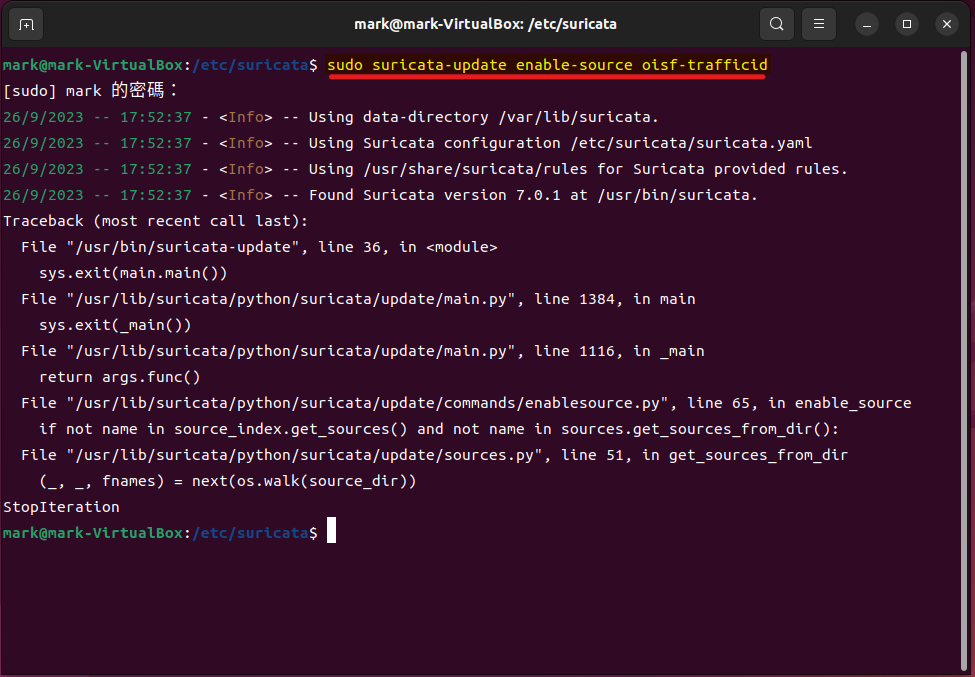 mark@mark-VirtualBox: /etc/suricata
mark@mark-VirtualBox:/etc/suricata$ sudo suricata-update enable-source oisf-trafficid
[sudo] mark 的密碼：
26/9/2023 -- 17:52:37 - <Info> -- Using data-directory /var/lib/suricata.
26/9/2023 -- 17:52:37 - <Info> -- Using Suricata configuration /etc/suricata/suricata.yaml
26/9/2023 -- 17:52:37 - <Info> -- Using /usr/share/suricata/rules for Suricata provided rules.
26/9/2023 -- 17:52:37 - <Info> -- Found Suricata version 7.0.1 at /usr/bin/suricata.
Traceback (most recent call last):
  File "/usr/bin/suricata-update", line 36, in <module>
    sys.exit(main.main())
  File "/usr/lib/suricata/python/suricata/update/main.py", line 1384, in main
    sys.exit(_main())
  File "/usr/lib/suricata/python/suricata/update/main.py", line 1116, in _main
    return args.func()
  File "/usr/lib/suricata/python/suricata/update/commands/enablesource.py", line 65, in enable_source
    if not name in source_index.get_sources() and not name in sources.get_sources_from_dir():
  File "/usr/lib/suricata/python/suricata/update/sources.py", line 51, in get_sources_from_dir
    (_, _, fnames) = next(os.walk(source_dir))
StopIteration
mark@mark-VirtualBox:/etc/suricata$